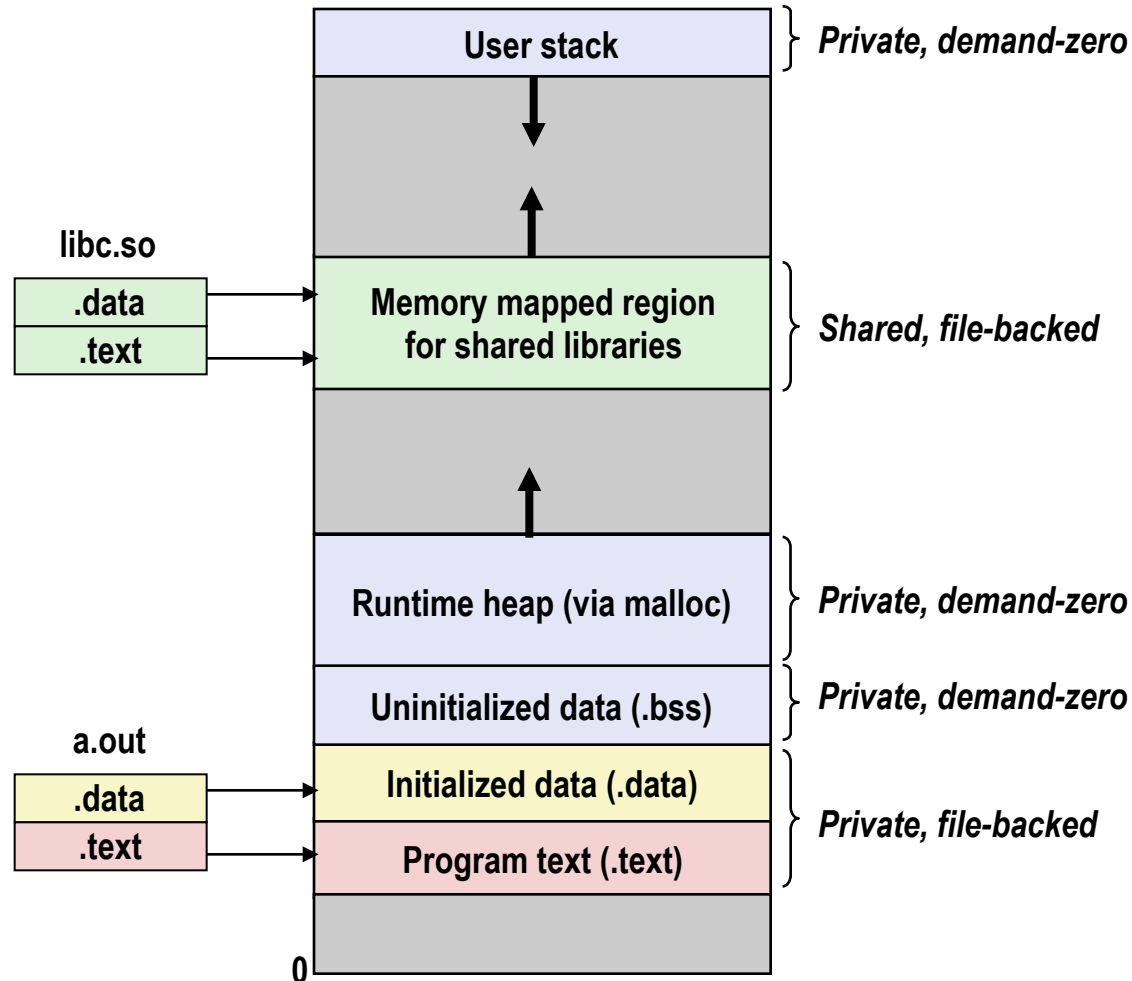 User stack
Private, demand-zero
libc.so
.data
.text
Memory mapped region
for shared libraries
Shared, file-backed
Runtime heap (via malloc)
Private, demand-zero
Uninitialized data (.bss)
Private, demand-zero
a.out
.data
.text
Initialized data (.data)
Program text (.text)
Private, file-backed
0